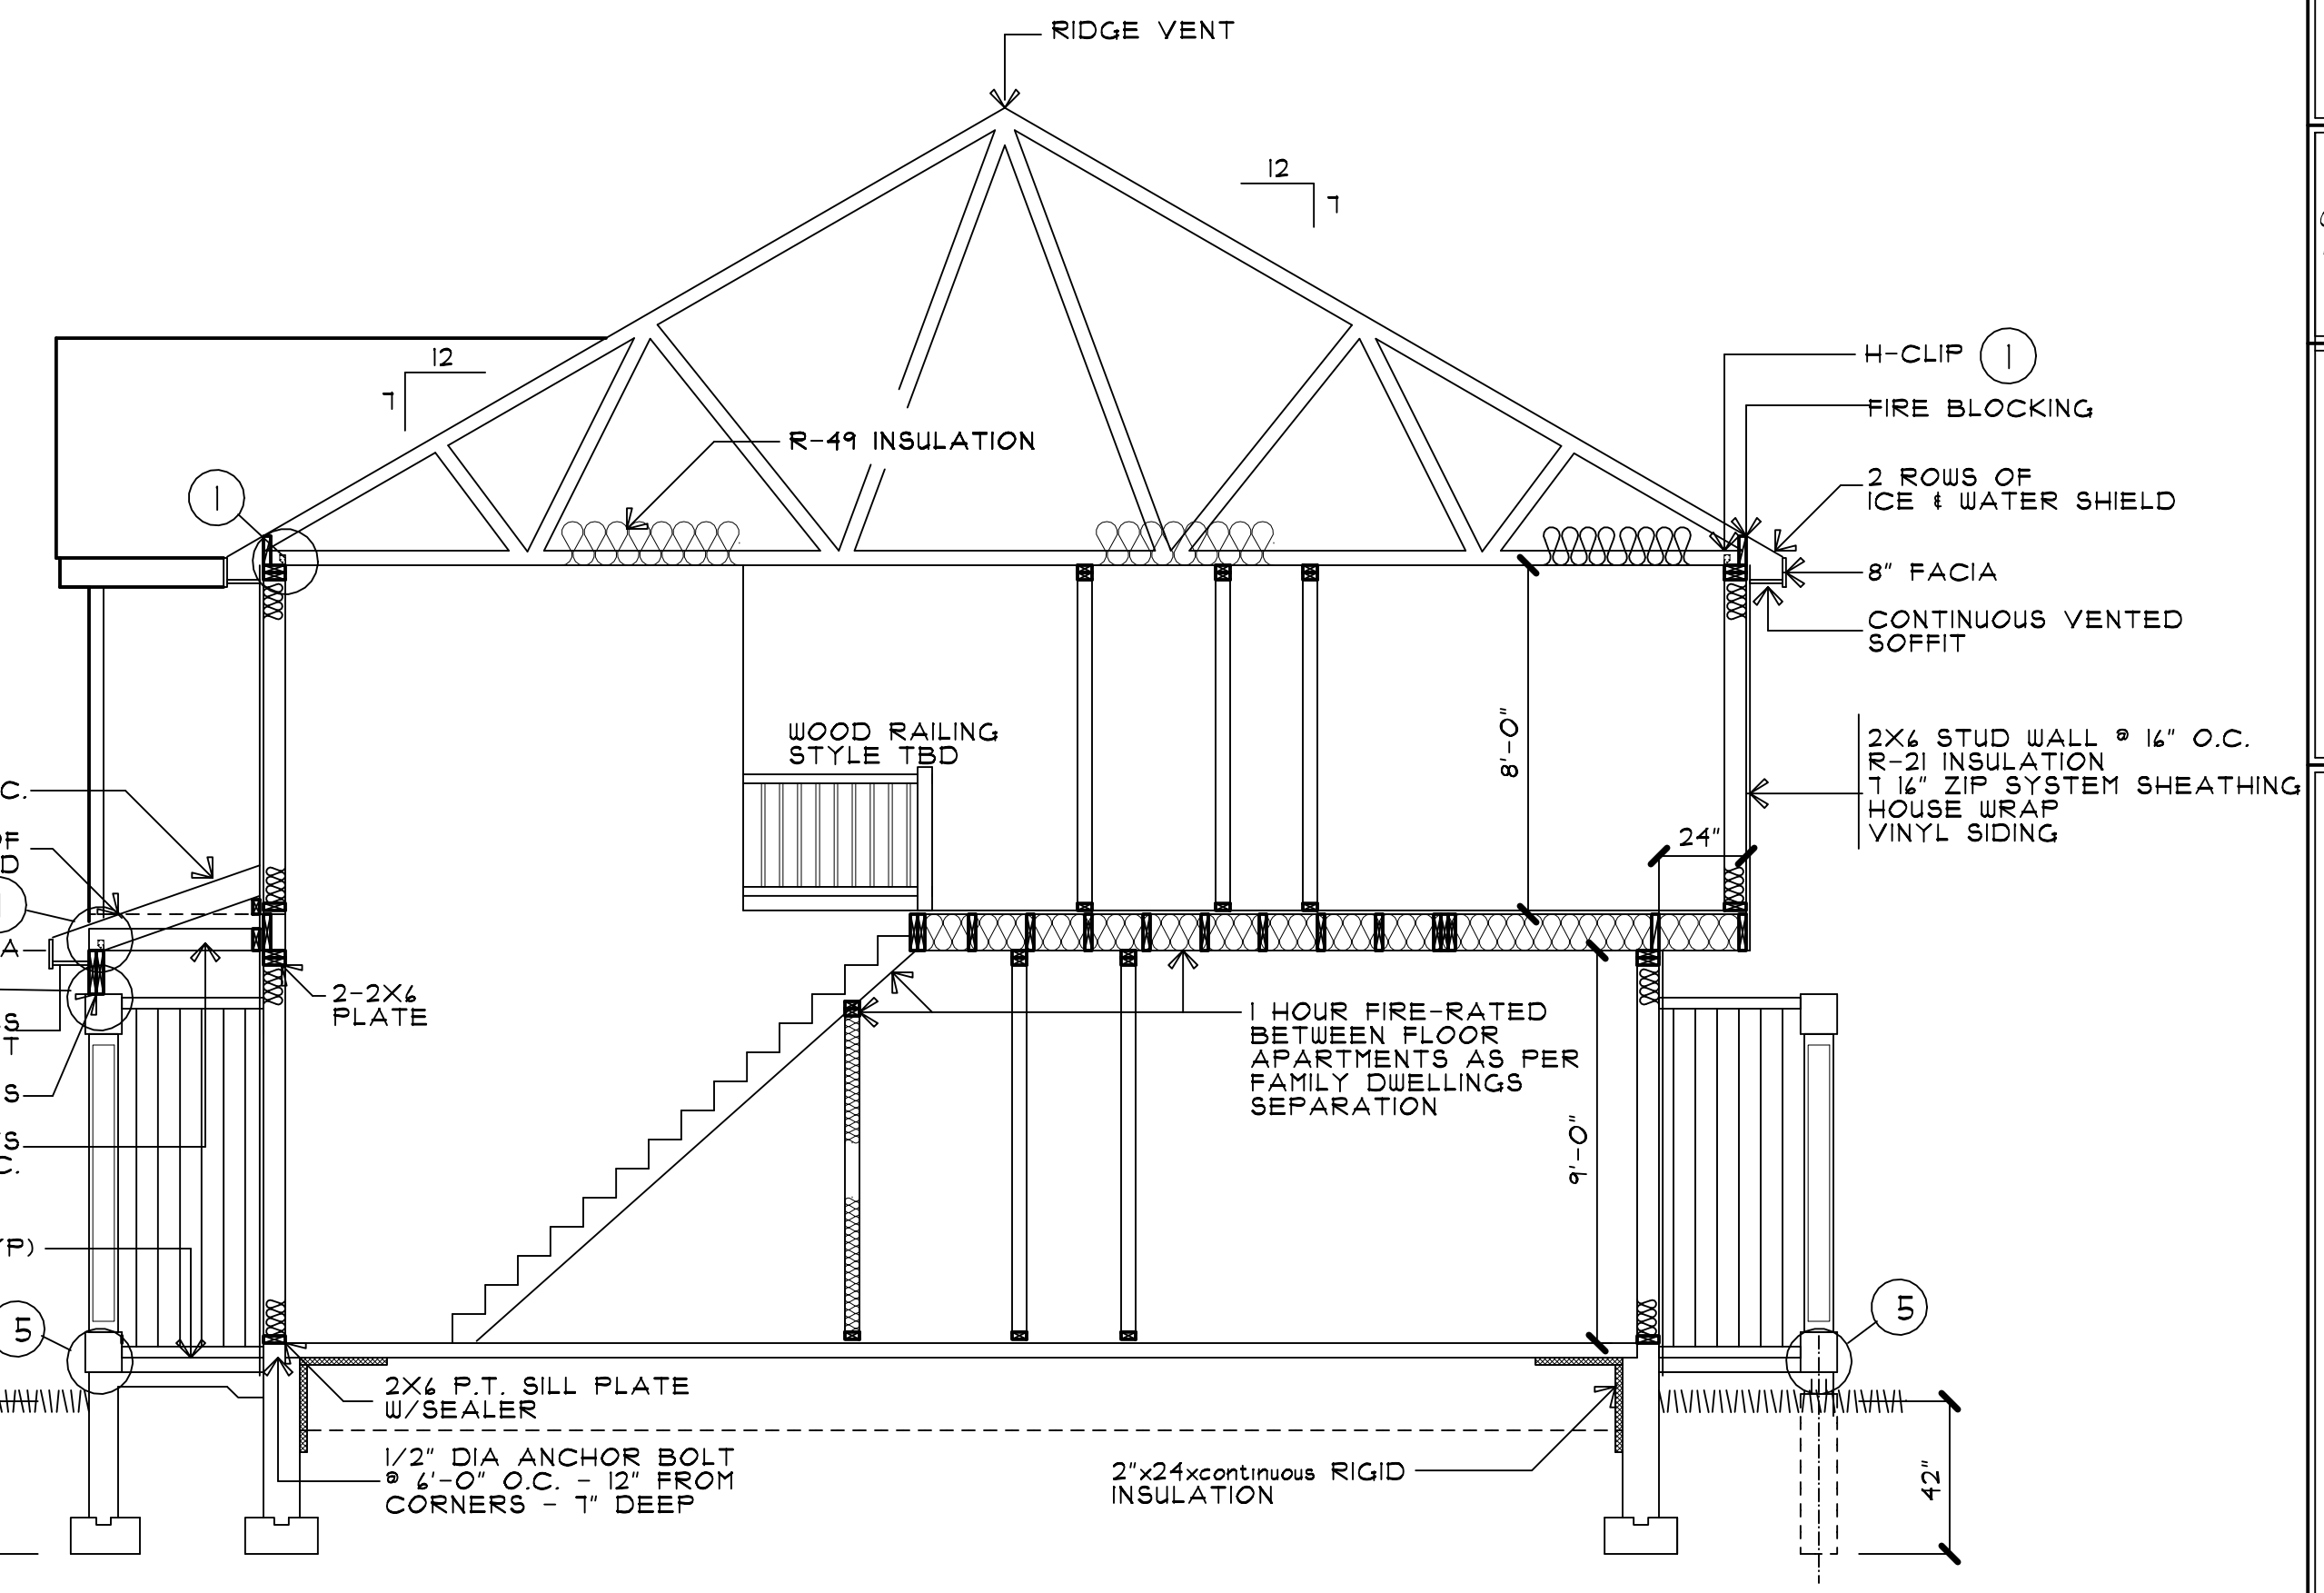 RIDGE VENT
12
7
12
7
H-CLIP 1
FIRE BLOCKING
R-49 INSULATION
1
2 ROWS OF
ICE & WATER SHIELD
8" FACIA
CONTINUOUS VENTED
SOFFIT
WOOD RAILING
STYLE TBD
8'-0"
2X6 STUD WALL @ 16" O.C.
R-21 INSULATION
7 16" ZIP SYSTEM SHEATHING
HOUSE WRAP
VINYL SIDING
24"
C.
OF
D
A
2-2X6
PLATE
S
T
S
S
C.
1 HOUR FIRE-RATED
BETWEEN FLOOR
APARTMENTS AS PER
FAMILY DWELLINGS
SEPARATION
9'-0"
YP)
5
5
2X6 P.T. SILL PLATE
W/SEALER
1/2" DIA ANCHOR BOLT
@ 6'-0" O.C. - 12" FROM
CORNERS - 7" DEEP
2"x24xcontinuous RIGID
INSULATION
42"